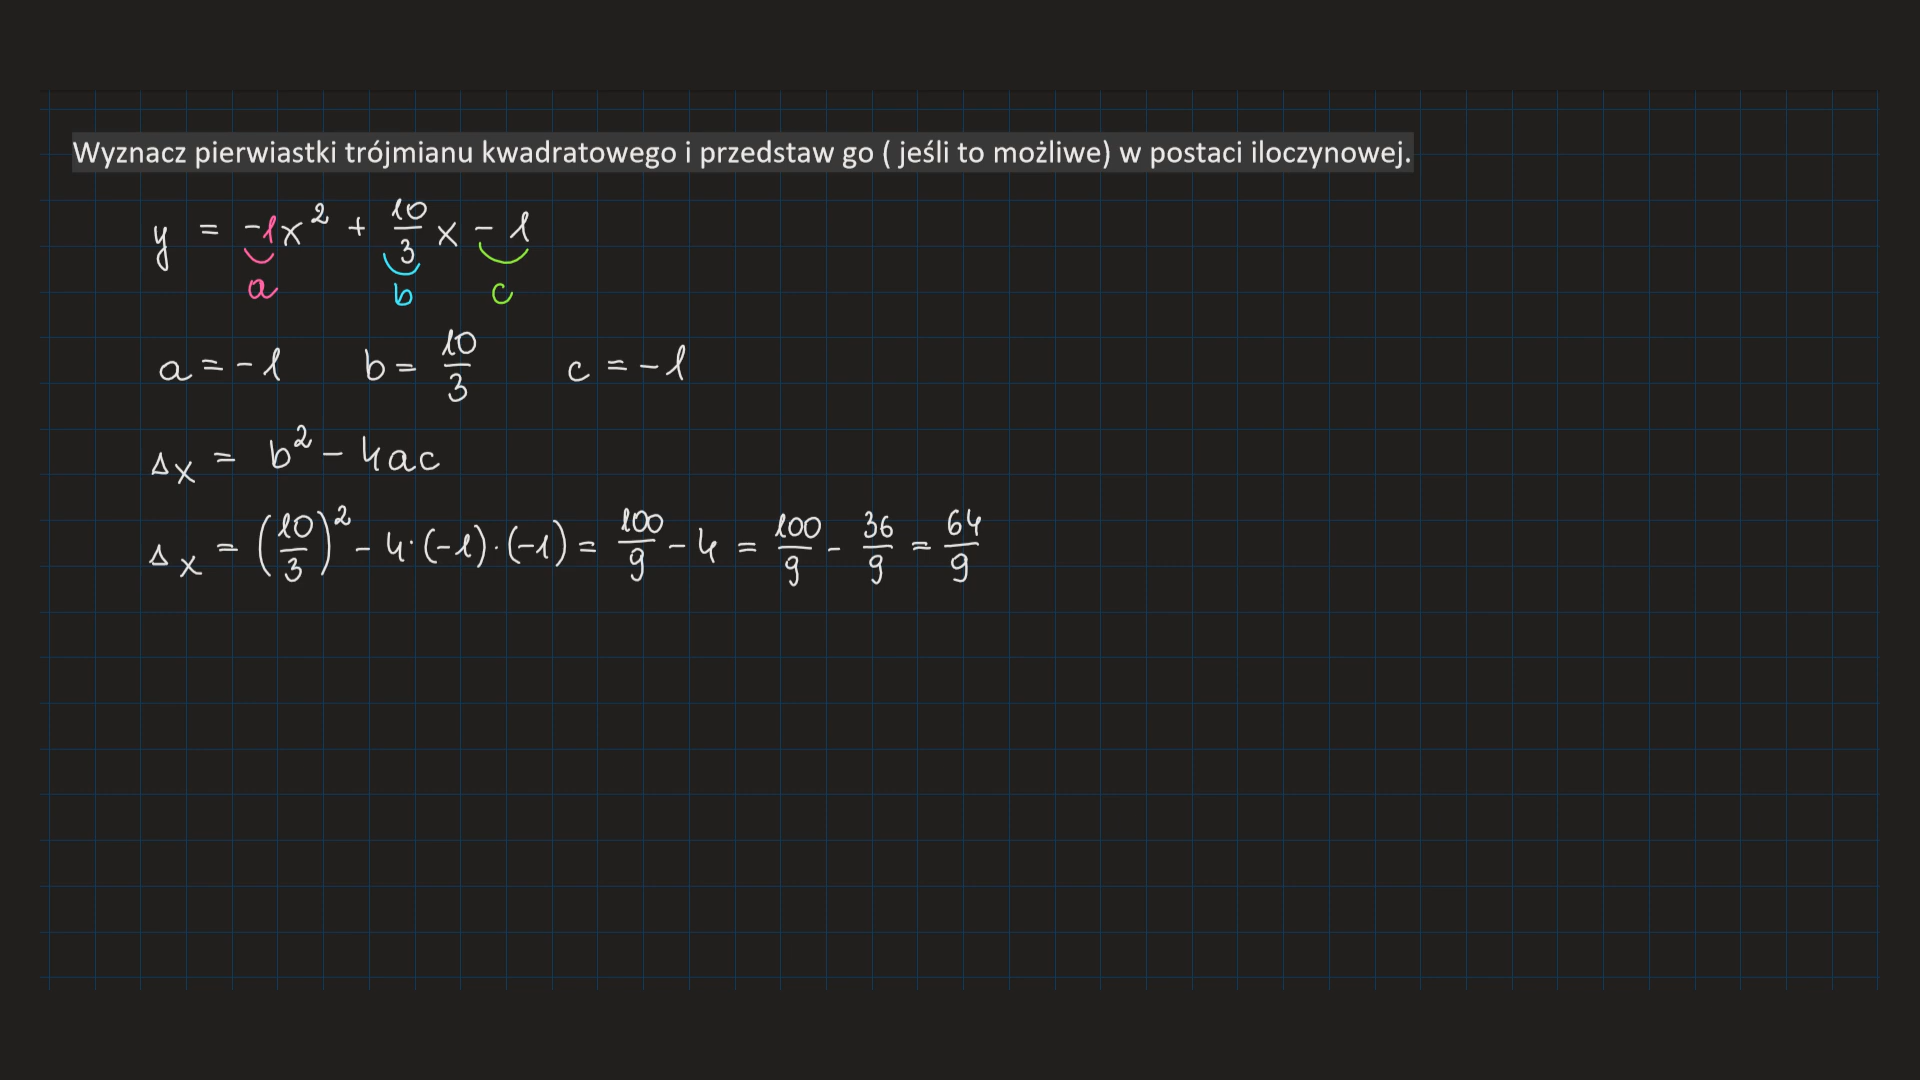 Wyznacz pierwiastki trójmianu kwadratowego i przedstaw go ( jeśli to możliwe) w postaci iloczynowej.
y = -1x² + 10/3 x - 1
a b c
a = -1 b = 10/3 c = -1
Δx = b² - 4ac
Δx = (10/3)² - 4·(-1)·(-1) = 100/9 - 4 = 100/9 - 36/9 = 64/9